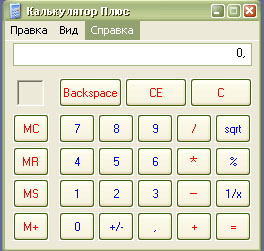 Калькулятор Плюс
Правка Вид Справка
0,
Backspace CE C
MC 7 8 9 / sqrt
MR 4 5 6 * %
MS 1 2 3 − 1/x
M+ 0 +/- , + =